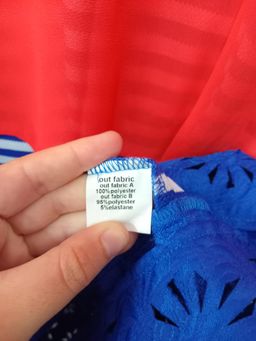 out fabric
out fabric A
100%polyester
out fabric B
95%polyester
5%elastane